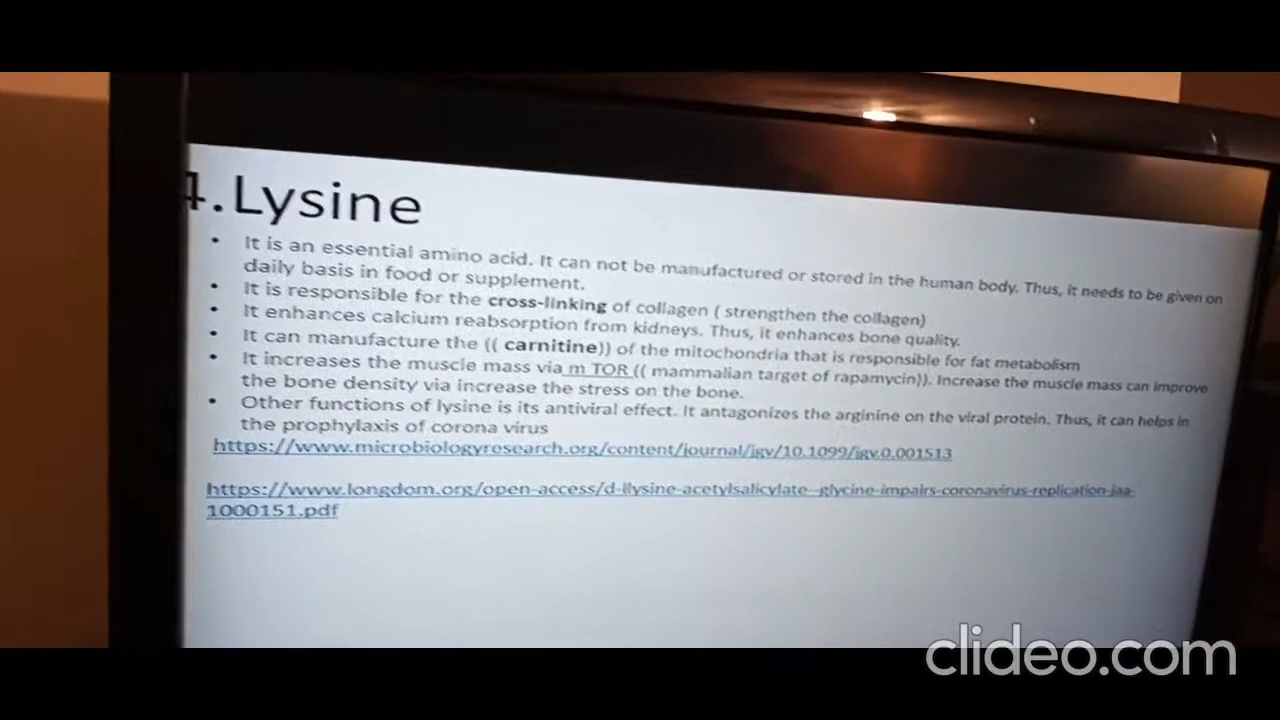 4.Lysine
• It is an essential amino acid. It can not be manufactured or stored in the human body. Thus, it needs to be given on
daily basis in food or supplement.
• It is responsible for the cross-linking of collagen ( strengthen the collagen)
• It enhances calcium reabsorption from kidneys. Thus, it enhances bone quality.
• It can manufacture the (( carnitine)) of the mitochondria that is responsible for fat metabolism
• It increases the muscle mass via m TOR (( mammalian target of rapamycin)). Increase the muscle mass can improve
the bone density via increase the stress on the bone.
• Other functions of lysine is its antiviral effect. It antagonizes the arginine on the viral protein. Thus, it can helps in
the prophylaxis of corona virus
https://www.microbiologyresearch.org/content/journal/jgv/10.1099/jgv.0.001513
https://www.longdom.org/open-access/d-llysine-acetylsalicylate--glycine-impairs-coronavirus-replication-jaa-
1000151.pdf
clideo.com